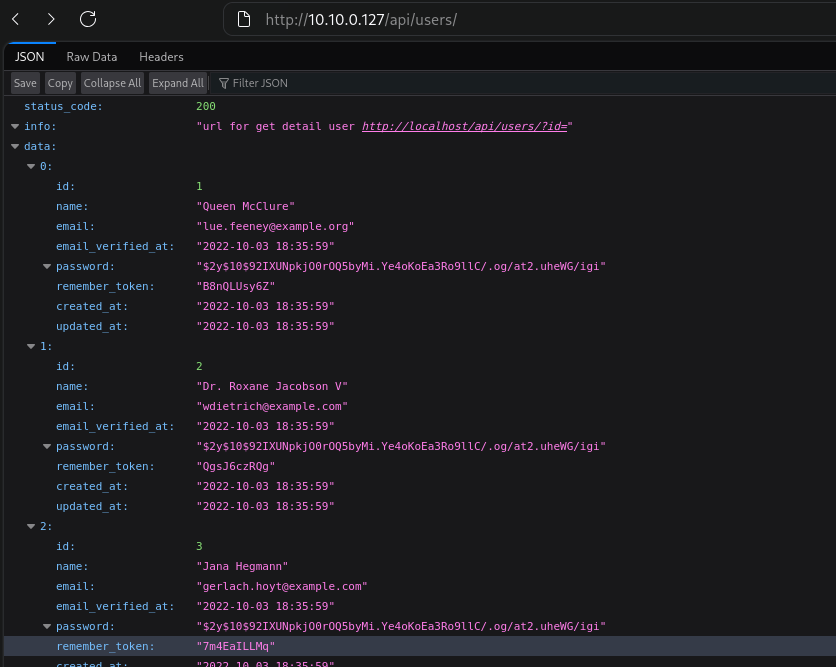 http://10.10.0.127/api/users/
JSON Raw Data Headers
Save Copy Collapse All Expand All Filter JSON
status_code: 200
info: "url for get detail user http://localhost/api/users/?id="
data:
0:
id: 1
name: "Queen McClure"
email: "lue.feeney@example.org"
email_verified_at: "2022-10-03 18:35:59"
password: "$2y$10$92IXUNpkjO0rOQ5byMi.Ye4oKoEa3Ro9llC/.og/at2.uheWG/igi"
remember_token: "B8nQLUsy6Z"
created_at: "2022-10-03 18:35:59"
updated_at: "2022-10-03 18:35:59"
1:
id: 2
name: "Dr. Roxane Jacobson V"
email: "wdietrich@example.com"
email_verified_at: "2022-10-03 18:35:59"
password: "$2y$10$92IXUNpkjO0rOQ5byMi.Ye4oKoEa3Ro9llC/.og/at2.uheWG/igi"
remember_token: "QgsJ6czRQg"
created_at: "2022-10-03 18:35:59"
updated_at: "2022-10-03 18:35:59"
2:
id: 3
name: "Jana Hegmann"
email: "gerlach.hoyt@example.com"
email_verified_at: "2022-10-03 18:35:59"
password: "$2y$10$92IXUNpkjO0rOQ5byMi.Ye4oKoEa3Ro9llC/.og/at2.uheWG/igi"
remember_token: "7m4EaILLMq"
created_at: "2022-10-03 18:35:59"